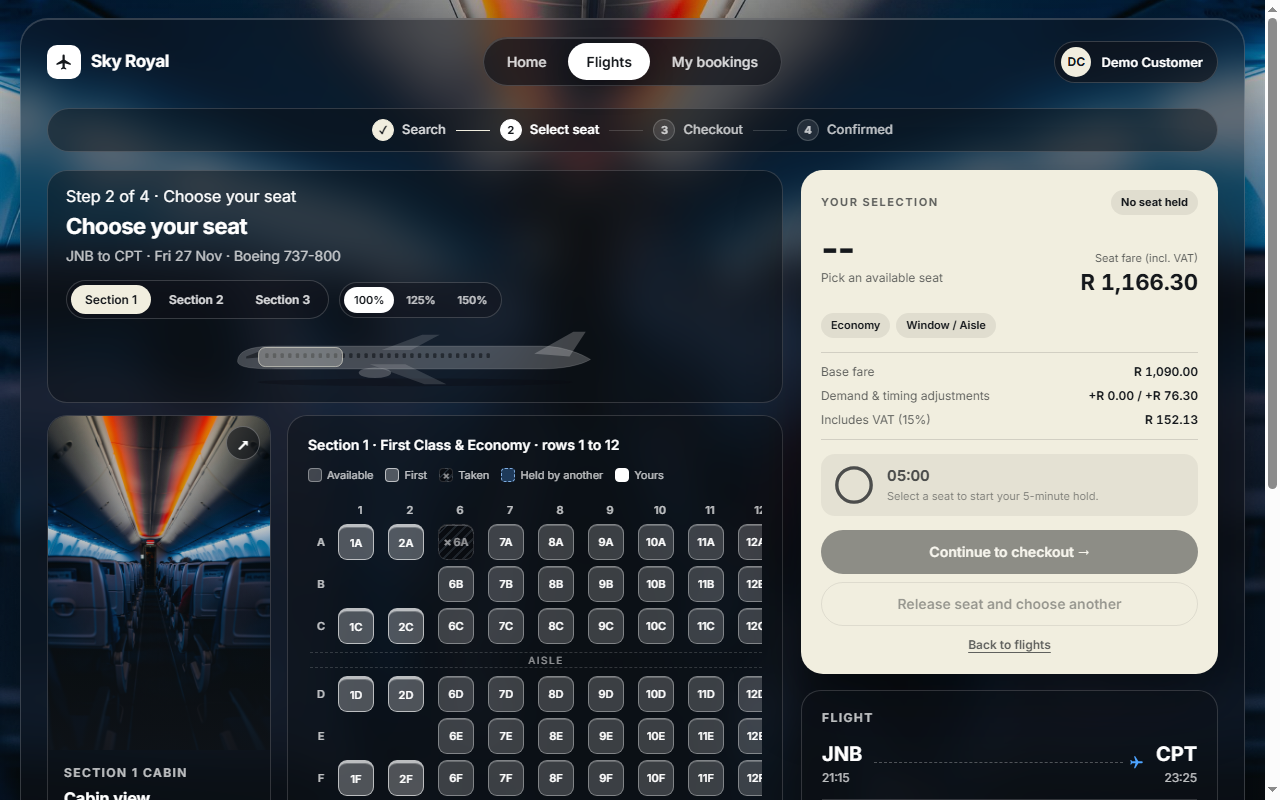 Sky Royal
Home Flights My bookings
DC Demo Customer
✓ Search 2 Select seat 3 Checkout 4 Confirmed
Step 2 of 4 · Choose your seat
Choose your seat
JNB to CPT · Fri 27 Nov · Boeing 737-800
Section 1 Section 2 Section 3 100% 125% 150%
SECTION 1 CABIN
Cabin view
Section 1 · First Class & Economy · rows 1 to 12
Available First × Taken Held by another Yours
1 2 6 7 8 9 10 11 12
A 1A 2A ×6A 7A 8A 9A 10A 11A 12A
B 6B 7B 8B 9B 10B 11B 12B
C 1C 2C 6C 7C 8C 9C 10C 11C 12C
AISLE
D 1D 2D 6D 7D 8D 9D 10D 11D 12D
E 6E 7E 8E 9E 10E 11E 12E
F 1F 2F 6F 7F 8F 9F 10F 11F 12F
YOUR SELECTION No seat held
--
Pick an available seat
Seat fare (incl. VAT)
R 1,166.30
Economy Window / Aisle
Base fare R 1,090.00
Demand & timing adjustments +R 0.00 / +R 76.30
Includes VAT (15%) R 152.13
05:00
Select a seat to start your 5-minute hold.
Continue to checkout →
Release seat and choose another
Back to flights
FLIGHT
JNB CPT
21:15 23:25